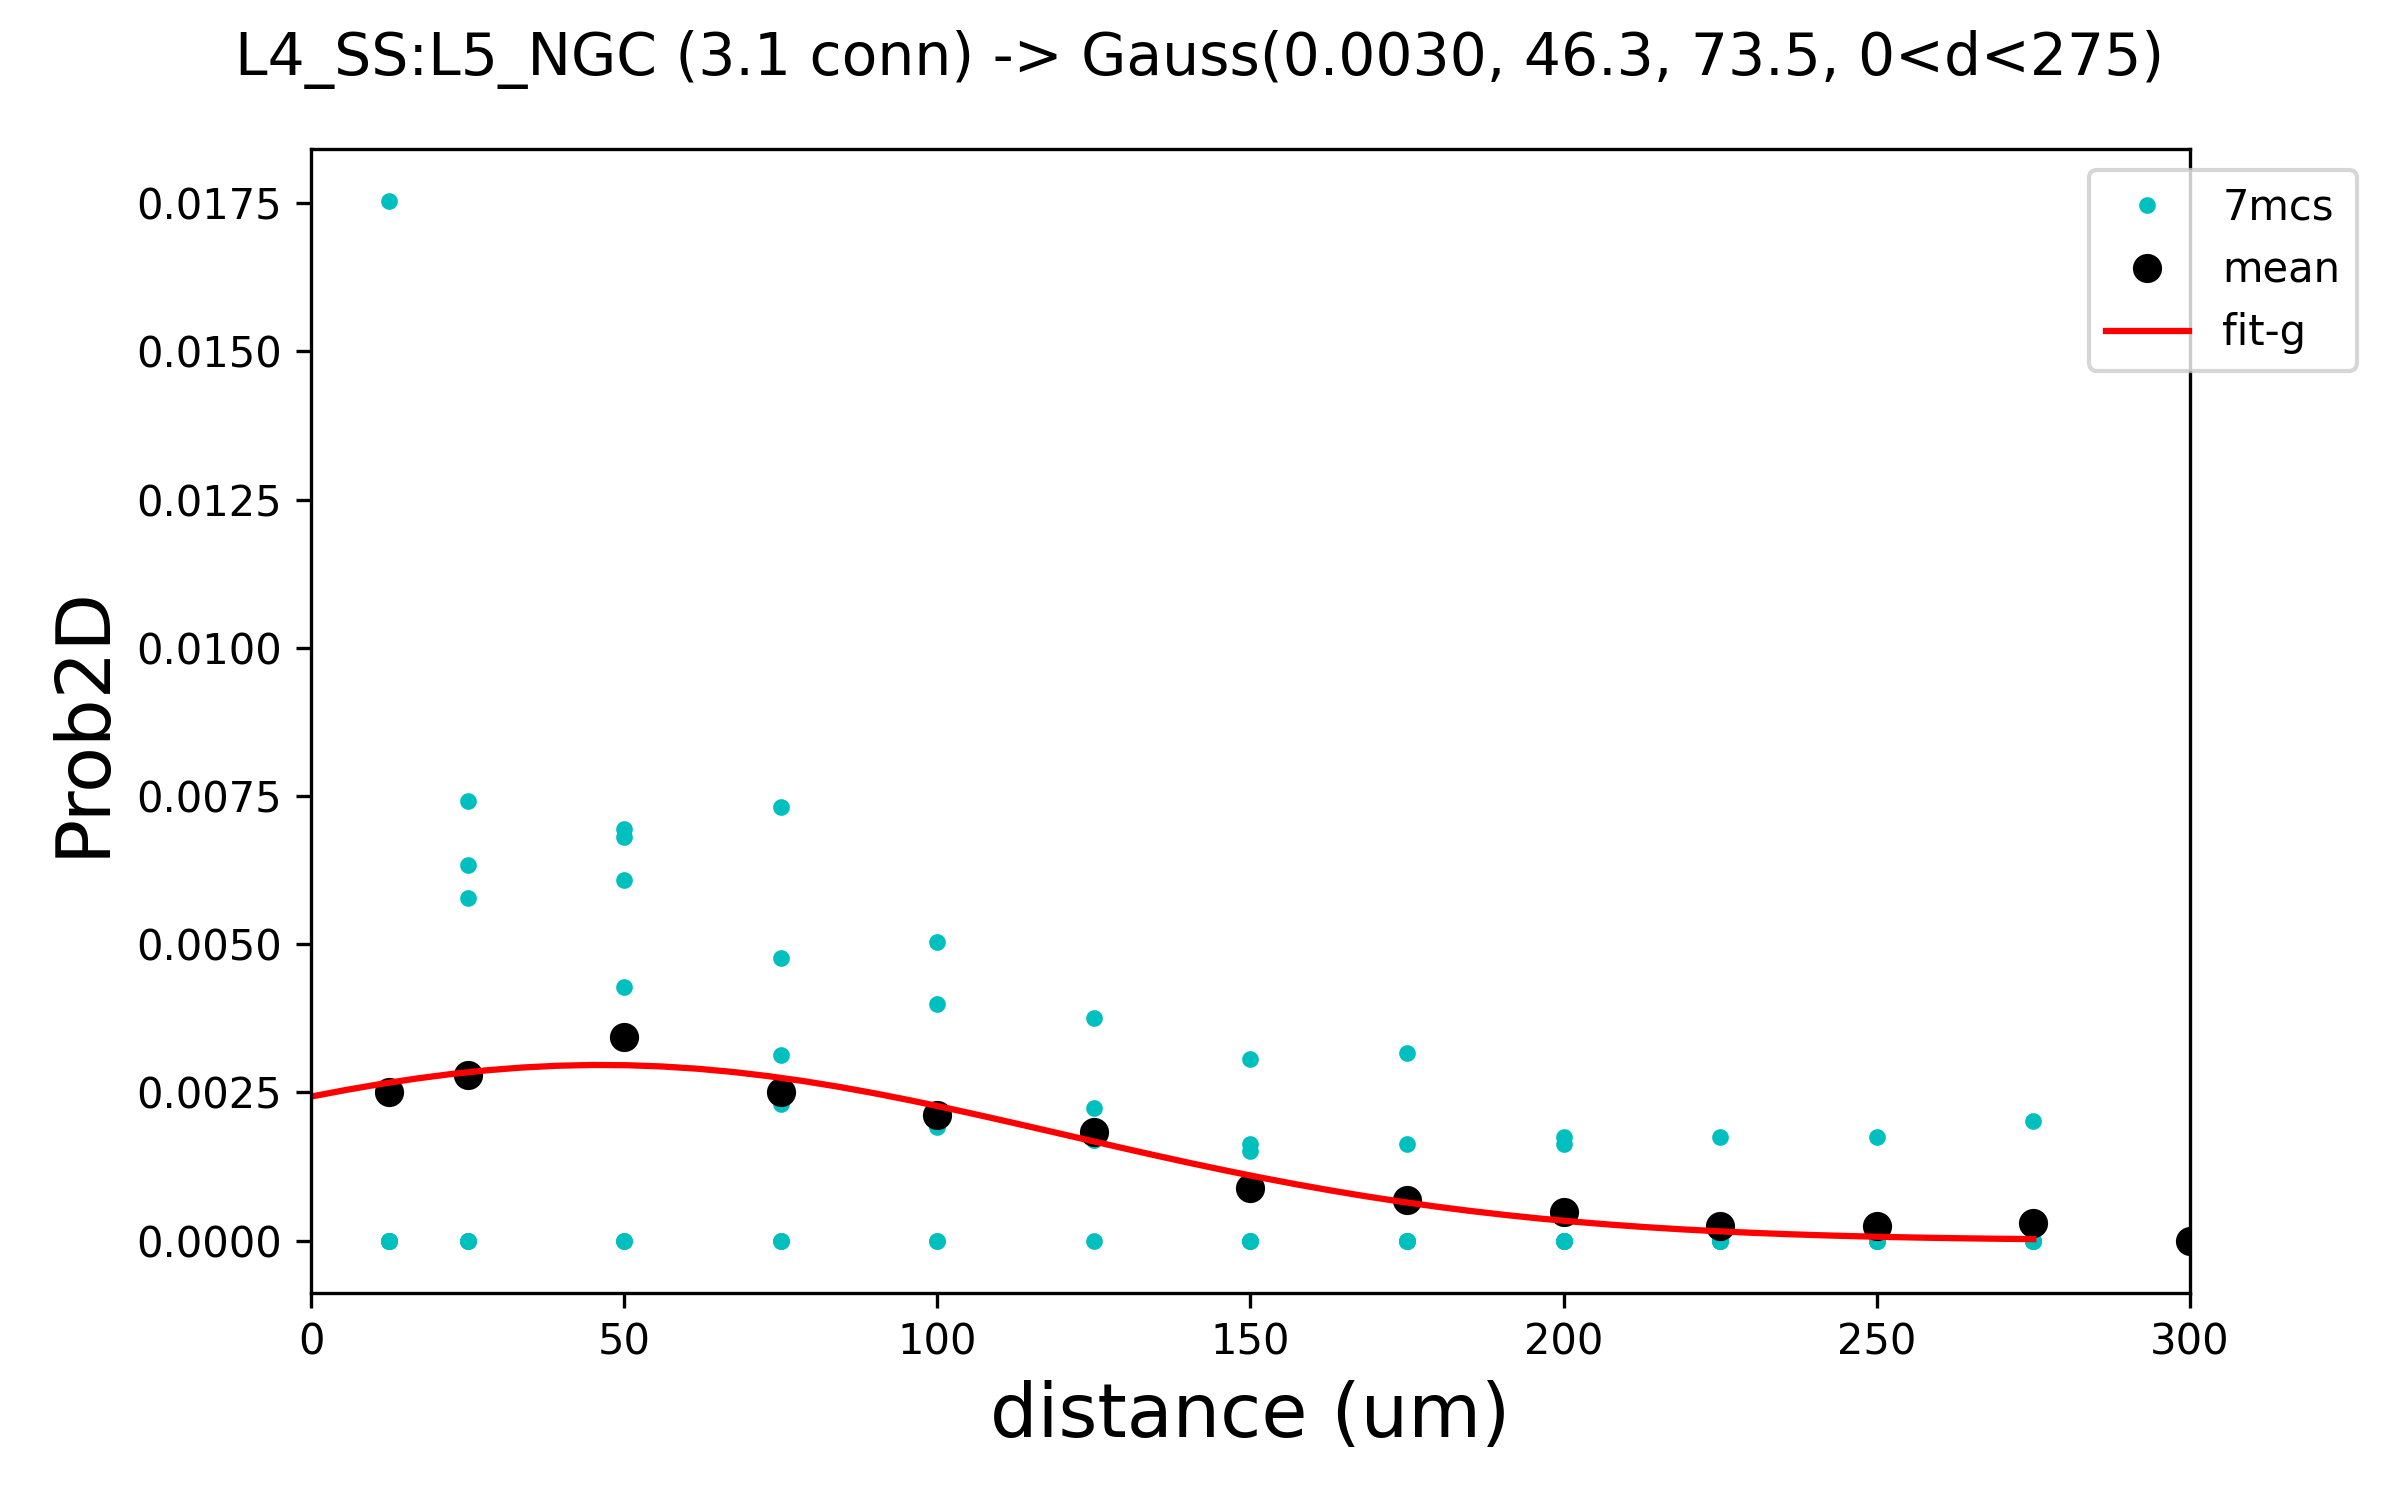 L4_SS:L5_NGC (3.1 conn) -> Gauss(0.0030, 46.3, 73.5, 0<d<275)
7mcs
mean
fit-g
0.0175
0.0150
0.0125
0.0100
0.0075
0.0050
0.0025
0.0000
Prob2D
0 50 100 150 200 250 300
distance (um)